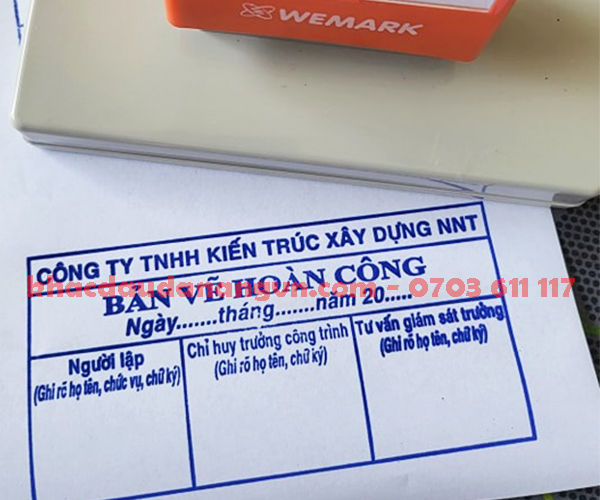 WEMARK
CÔNG TY TNHH KIẾN TRÚC XÂY DỰNG NNT
BẢN VẼ HOÀN CÔNG
khacdaudanangvn.com - 0703 611 117
Ngày.......tháng.......năm 20.....
Người lập
(Ghi rõ họ tên, chức vụ, chữ ký)
Chỉ huy trưởng công trình
(Ghi rõ họ tên, chữ ký)
Tư vấn giám sát trưởng
(Ghi rõ họ tên, chữ ký)